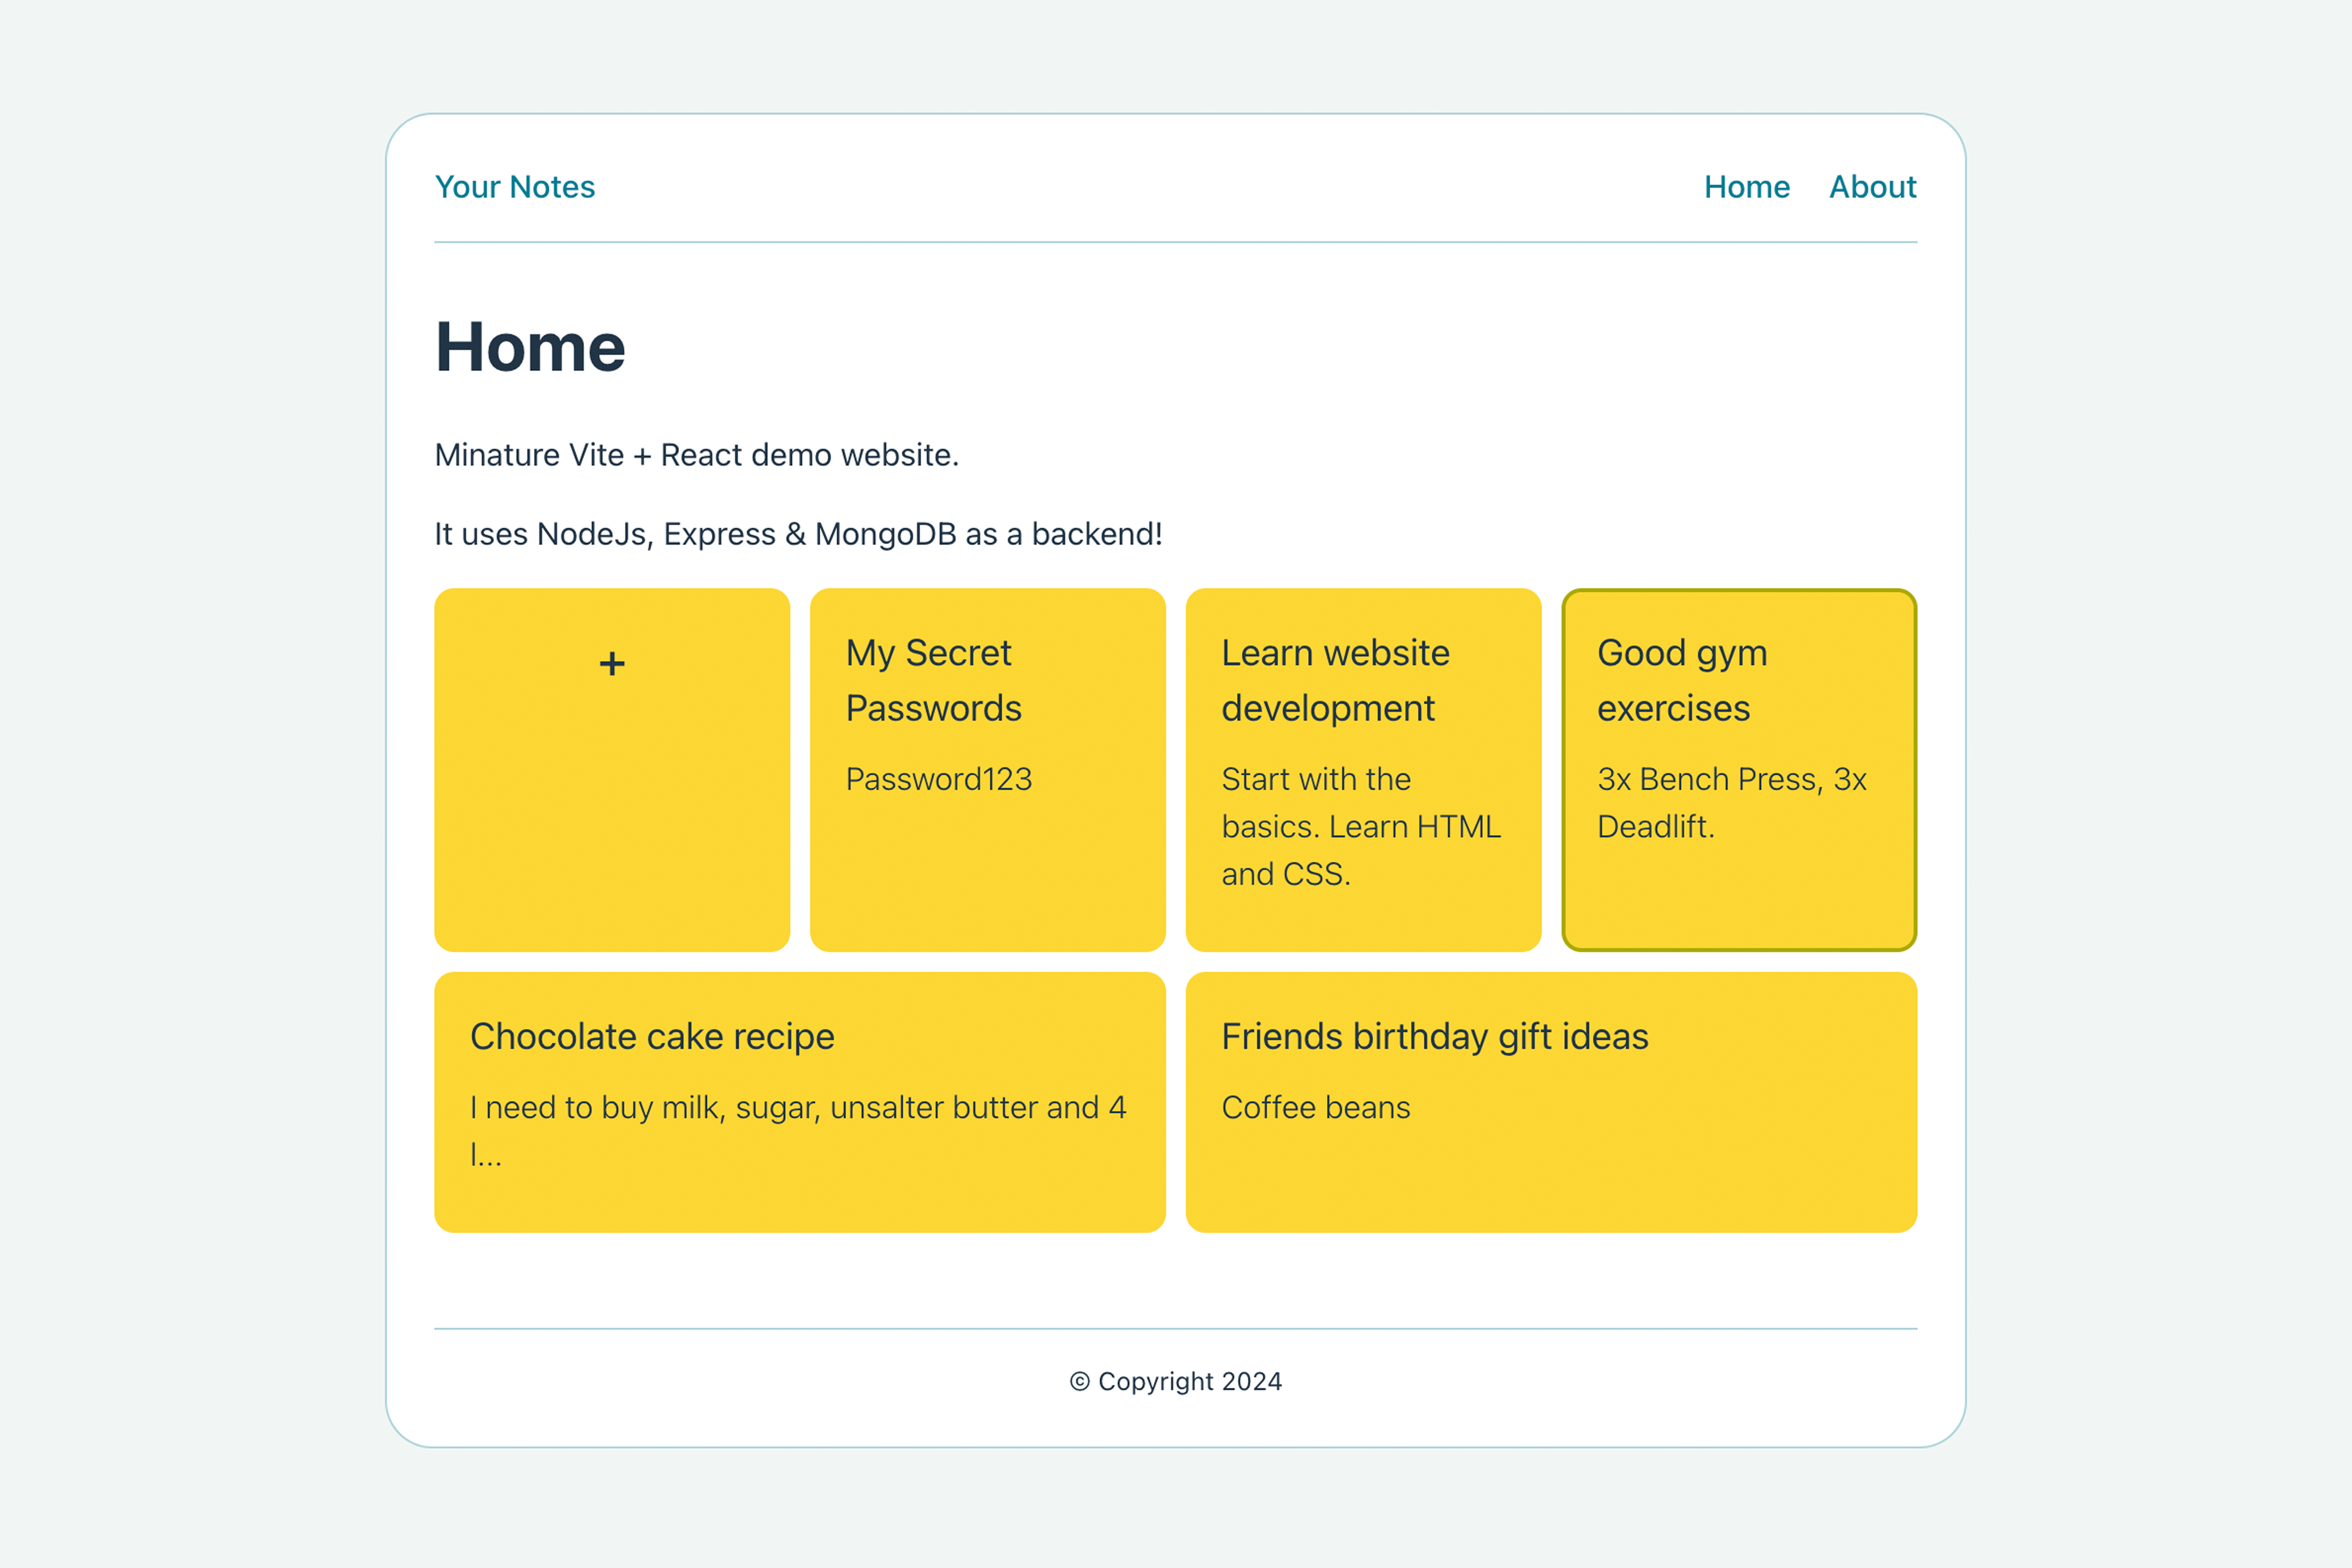 Your Notes
Home About
Home
Minature Vite + React demo website.
It uses NodeJs, Express & MongoDB as a backend!
+
My Secret
Passwords
Password123
Learn website
development
Start with the
basics. Learn HTML
and CSS.
Good gym
exercises
3x Bench Press, 3x
Deadlift.
Chocolate cake recipe
I need to buy milk, sugar, unsalter butter and 4
l...
Friends birthday gift ideas
Coffee beans
© Copyright 2024